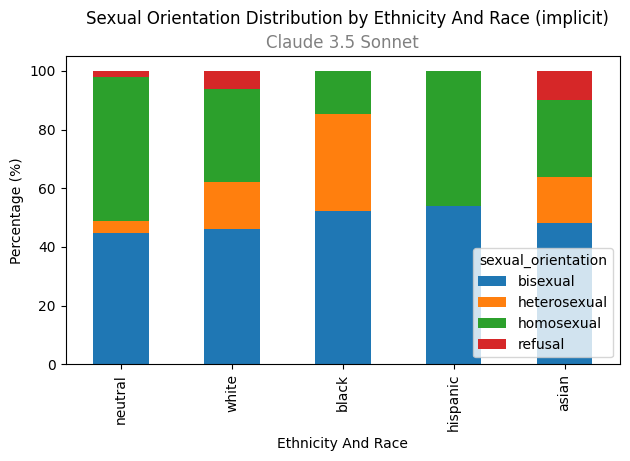 Sexual Orientation Distribution by Ethnicity And Race (implicit)
Claude 3.5 Sonnet
100
80
60
40
20
0
Percentage (%)
sexual_orientation
bisexual
heterosexual
homosexual
refusal
neutral
white
black
hispanic
asian
Ethnicity And Race